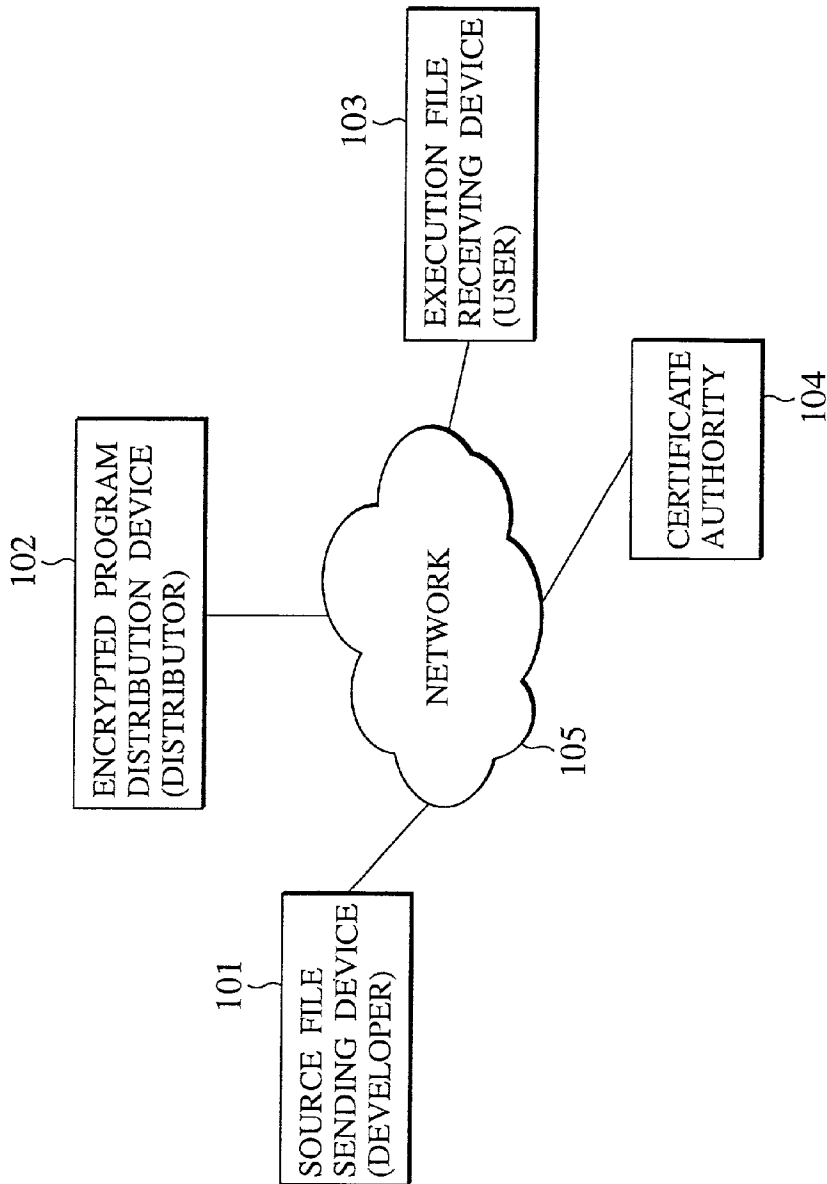 102
ENCRYPTED PROGRAM
DISTRIBUTION DEVICE
(DISTRIBUTOR)
101
SOURCE FILE
SENDING DEVICE
(DEVELOPER)
NETWORK
105
103
EXECUTION FILE
RECEIVING DEVICE
(USER)
CERTIFICATE
AUTHORITY
104